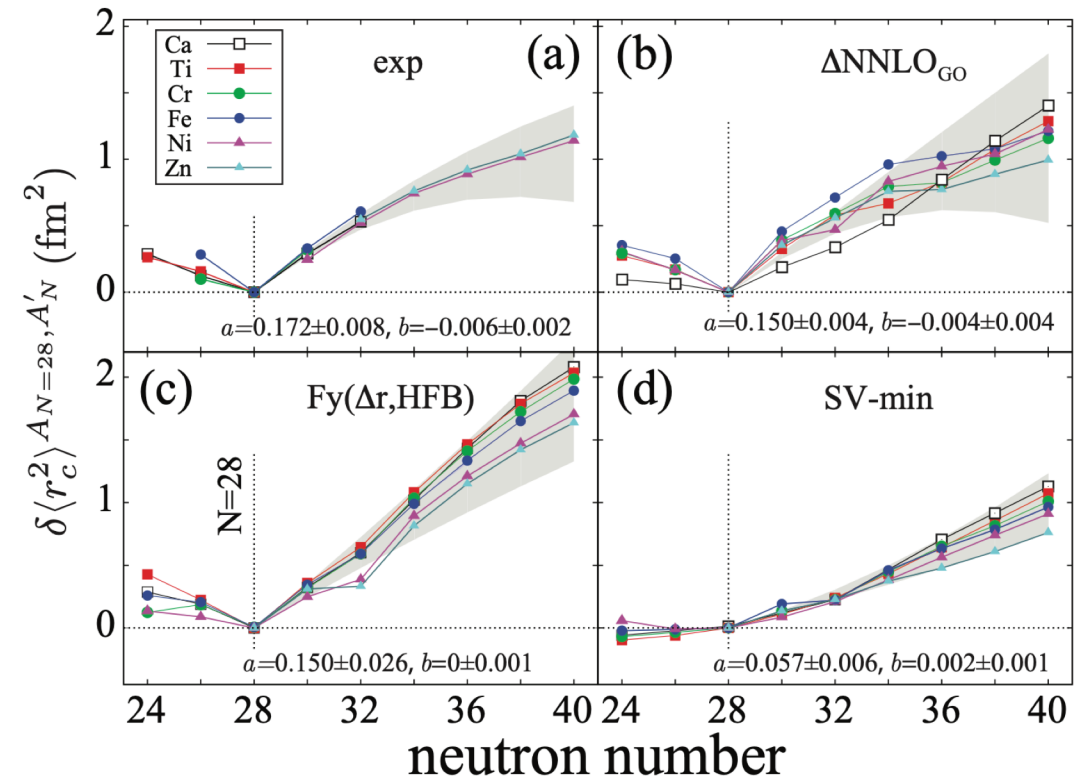 2
Ca
Ti
Cr
Fe
Ni
Zn
exp
(a)
(b)
ΔNNLO_GO
1
0
a=0.172±0.008, b=−0.006±0.002
a=0.150±0.004, b=−0.004±0.004
δ⟨r_c^2⟩^{A_{N=28},A'_N} (fm^2)
(c)
Fy(Δr,HFB)
(d)
SV-min
2
1
N=28
0
a=0.150±0.026, b=0±0.001
a=0.057±0.006, b=0.002±0.001
24 28 32 36 40 24 28 32 36 40
neutron number